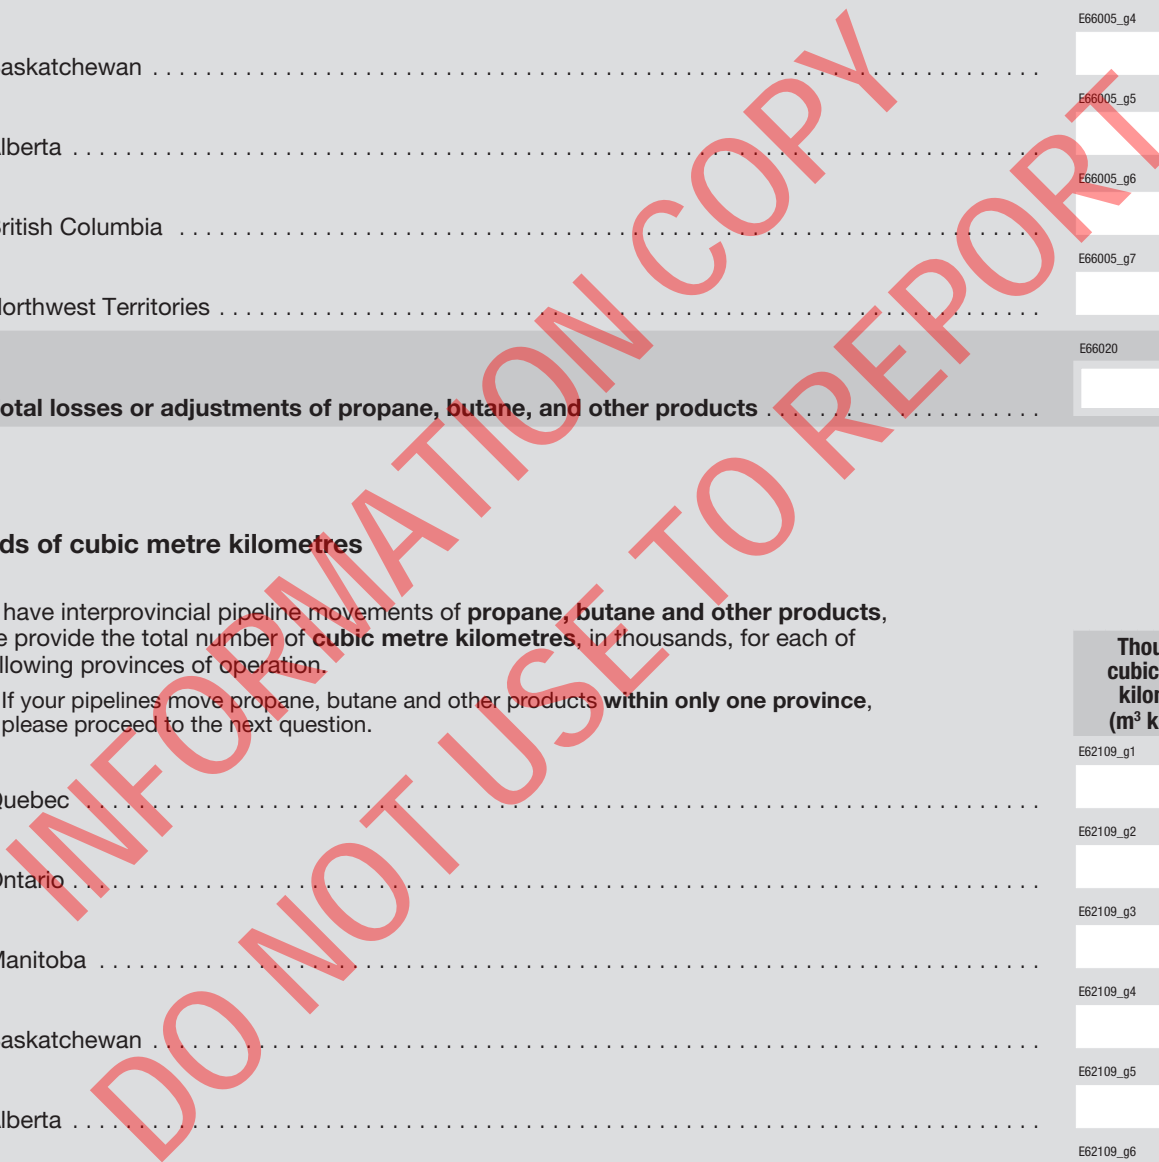 E66005_g4
askatchewan
E66005_g5
lberta
E66005_g6
ritish Columbia
E66005_g7
orthwest Territories
E66020
otal losses or adjustments of propane, butane, and other products
ds of cubic metre kilometres
have interprovincial pipeline movements of propane, butane and other products,
e provide the total number of cubic metre kilometres, in thousands, for each of
llowing provinces of operation.
If your pipelines move propane, butane and other products within only one province,
please proceed to the next question.
Thou
cubic
kilon
(m³ k
E62109_g1
Quebec
E62109_g2
Ontario
E62109_g3
Manitoba
E62109_g4
askatchewan
E62109_g5
lberta
E62109_g6
INFORMATION COPY
DO NOT USE TO REPORT